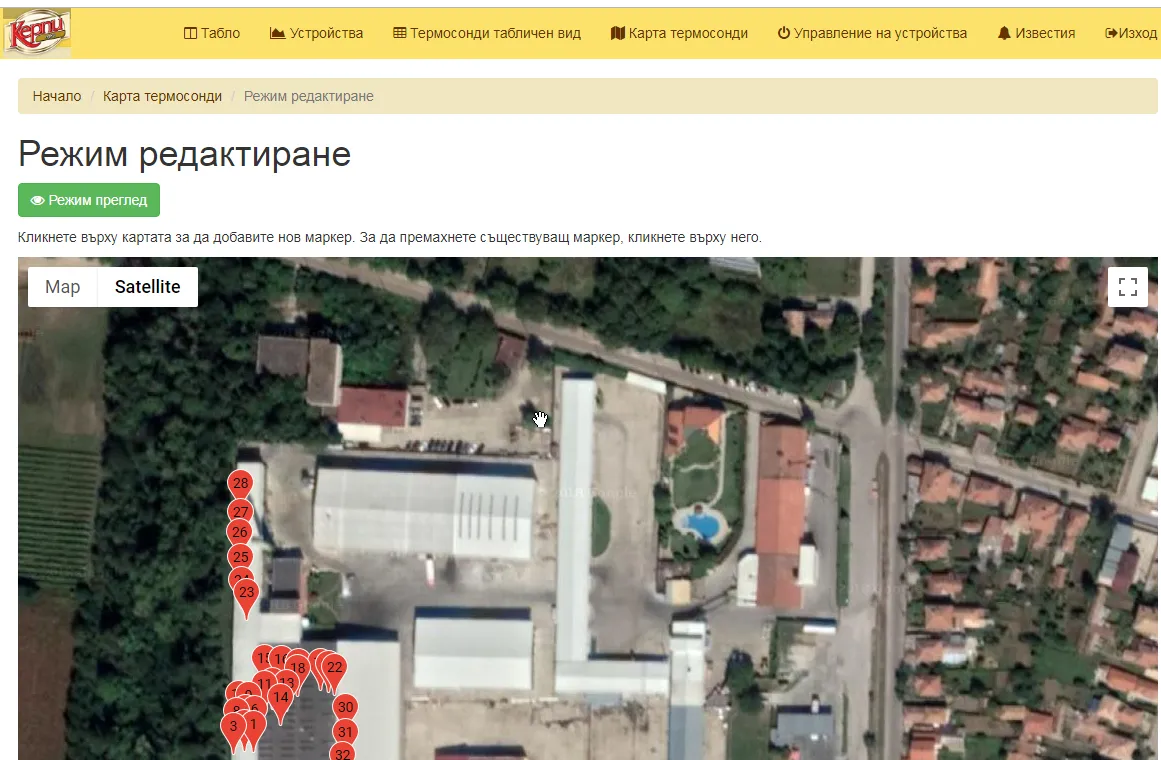 Керпи
Табло
Устройства
Термосонди табличен вид
Карта термосонди
Управление на устройства
Известия
Изход
Начало / Карта термосонди / Режим редактиране
Режим редактиране
Режим преглед
Кликнете върху картата за да добавите нов маркер. За да премахнете съществуващ маркер, кликнете върху него.
Map
Satellite
28
27
26
25
23
18
22
11
13
14
30
3
1
31
32